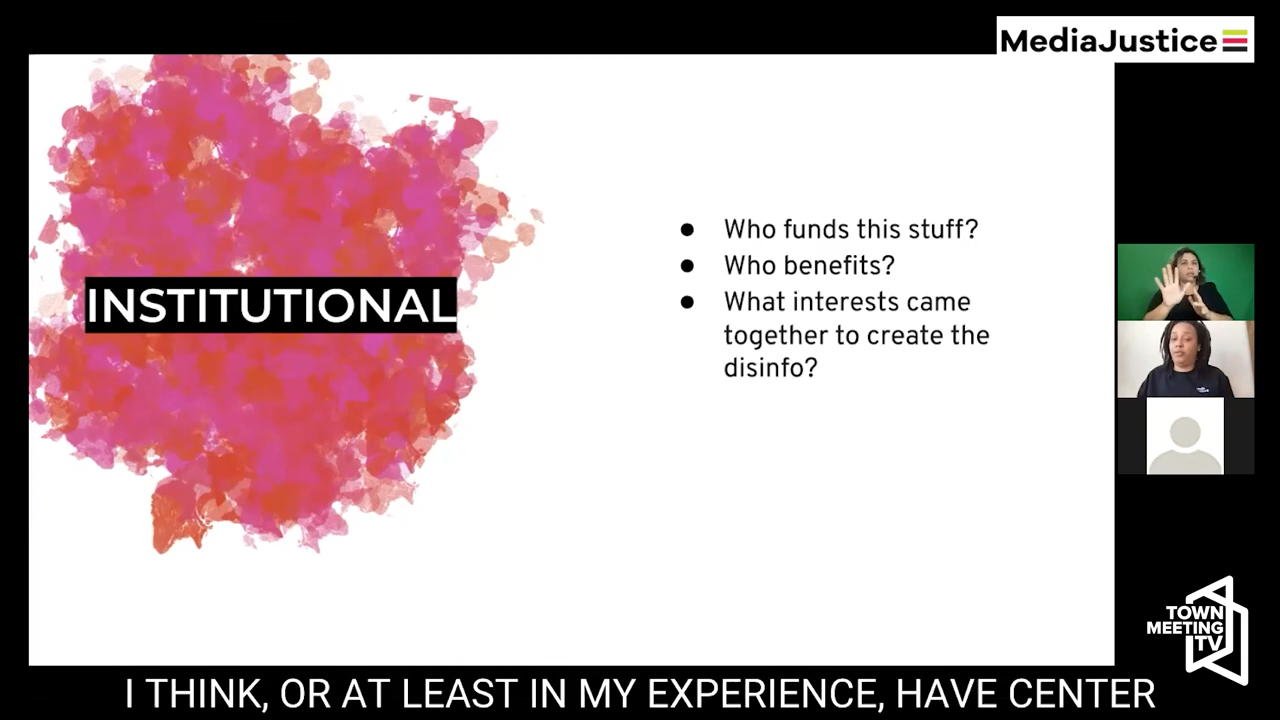 MediaJustice
INSTITUTIONAL
● Who funds this stuff?
● Who benefits?
● What interests came
together to create the
disinfo?
TOWN
MEETING
TV
I THINK, OR AT LEAST IN MY EXPERIENCE, HAVE CENTER